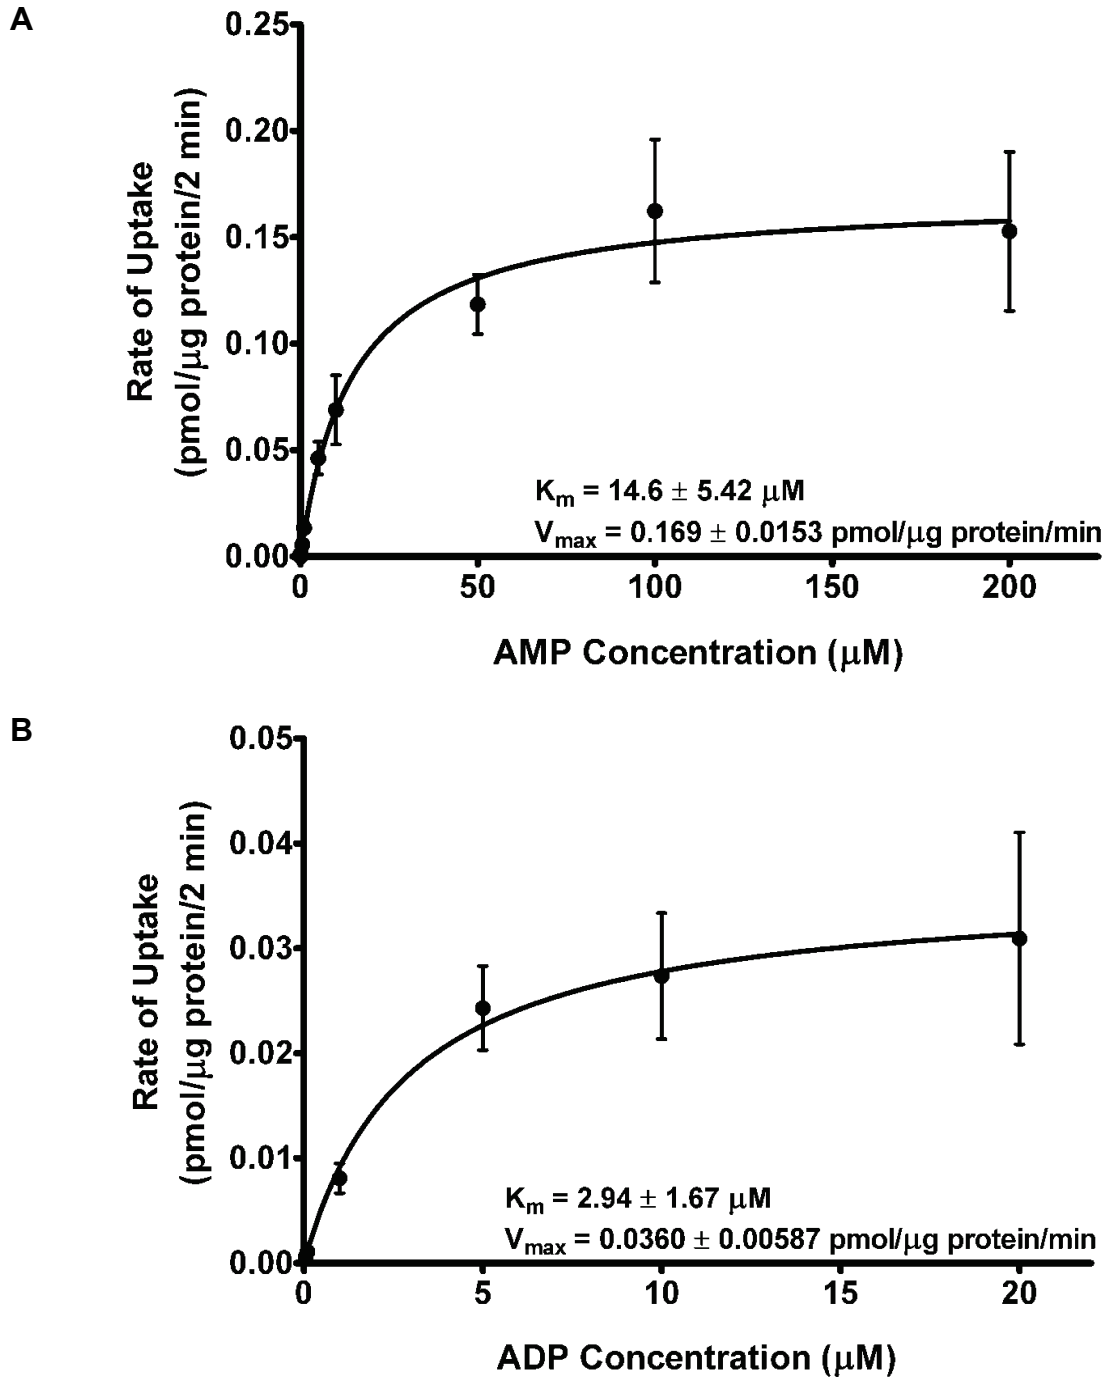 A
0.25
0.20
0.15
0.10
0.05
0.00
Rate of Uptake
(pmol/μg protein/2 min)
Km = 14.6 ± 5.42 μM
Vmax = 0.169 ± 0.0153 pmol/μg protein/min
0 50 100 150 200
AMP Concentration (μM)
B
0.05
0.04
0.03
0.02
0.01
0.00
Rate of Uptake
(pmol/μg protein/2 min)
Km = 2.94 ± 1.67 μM
Vmax = 0.0360 ± 0.00587 pmol/μg protein/min
0 5 10 15 20
ADP Concentration (μM)